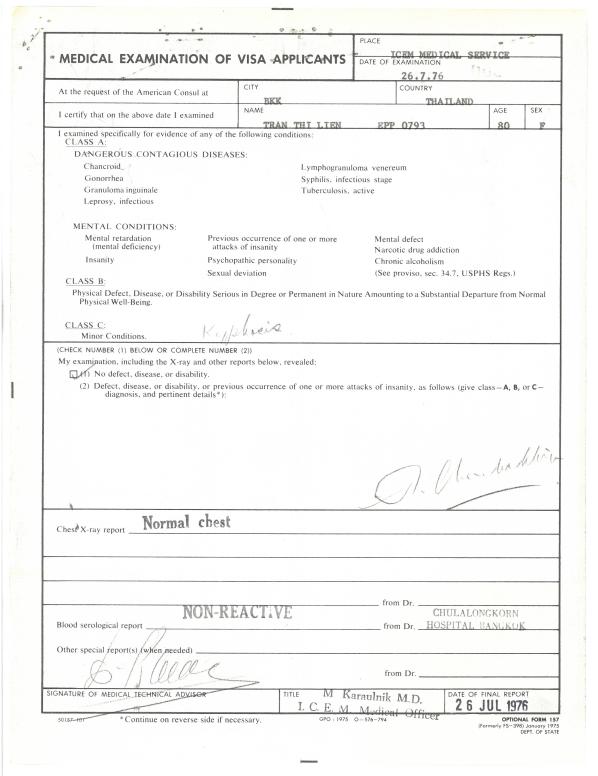 PLACE
ICEM MEDICAL SERVICE
* MEDICAL EXAMINATION OF VISA APPLICANTS
DATE OF EXAMINATION
26.7.76
At the request of the American Consul at
CITY
BKK
COUNTRY
THAILAND
I certify that on the above date I examined
NAME
TRAN THI LIEN EPP 0793
AGE
80
SEX
F
I examined specifically for evidence of any of the following conditions:
CLASS A:
DANGEROUS CONTAGIOUS DISEASES:
Chancroid
Gonorrhea
Granuloma inguinale
Leprosy, infectious
Lymphogranuloma venereum
Syphilis, infectious stage
Tuberculosis, active
MENTAL CONDITIONS:
Mental retardation
(mental deficiency)
Insanity
Previous occurrence of one or more
attacks of insanity
Psychopathic personality
Sexual deviation
Mental defect
Narcotic drug addiction
Chronic alcoholism
(See proviso, sec. 34.7, USPHS Regs.)
CLASS B:
Physical Defect, Disease, or Disability Serious in Degree or Permanent in Nature Amounting to a Substantial Departure from Normal
Physical Well-Being.
CLASS C:
Minor Conditions.
Kyphosis
(CHECK NUMBER (1) BELOW OR COMPLETE NUMBER (2))
My examination, including the X-ray and other reports below, revealed:
(1) No defect, disease, or disability.
(2) Defect, disease, or disability, or previous occurrence of one or more attacks of insanity, as follows (give class—A, B, or C—
diagnosis, and pertinent details*):
Chest X-ray report Normal chest
NON-REACTIVE
from Dr. CHULALONGKORN
Blood serological report
from Dr. HOSPITAL BANGKOK
Other special report(s) (when needed)
from Dr.
SIGNATURE OF MEDICAL TECHNICAL ADVISOR
TITLE
M Karaulnik M.D.
I. C. E. M. Medical Officer
DATE OF FINAL REPORT
26 JUL 1976
50157-101
*Continue on reverse side if necessary.
GPO : 1975 O-576-794
OPTIONAL FORM 157
(Formerly FS-398) January 1975
DEPT. OF STATE